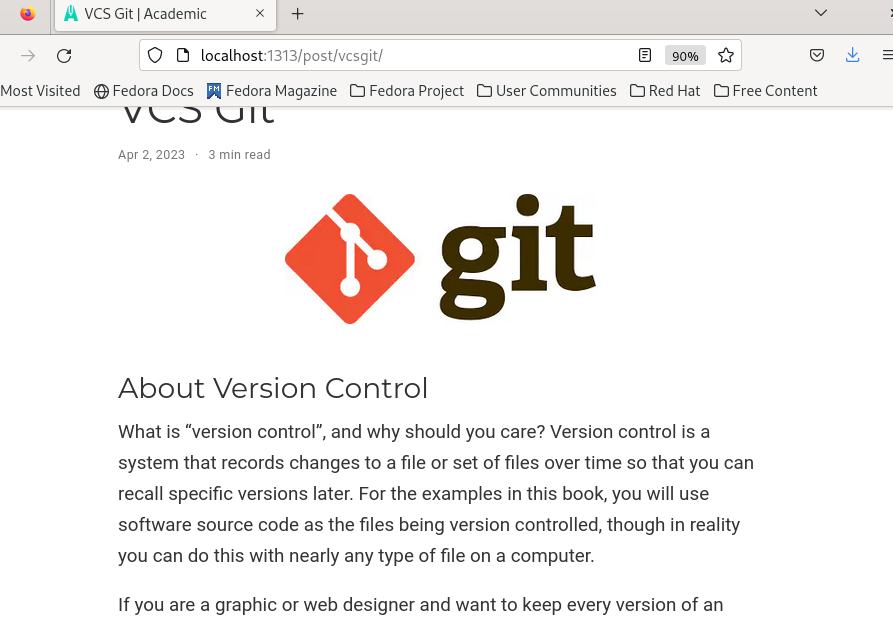 VCS Git | Academic
localhost:1313/post/vcsgit/
90%
Most Visited Fedora Docs Fedora Magazine Fedora Project User Communities Red Hat Free Content
VCS Git
Apr 2, 2023 · 3 min read
git
About Version Control
What is “version control”, and why should you care? Version control is a
system that records changes to a file or set of files over time so that you can
recall specific versions later. For the examples in this book, you will use
software source code as the files being version controlled, though in reality
you can do this with nearly any type of file on a computer.
If you are a graphic or web designer and want to keep every version of an